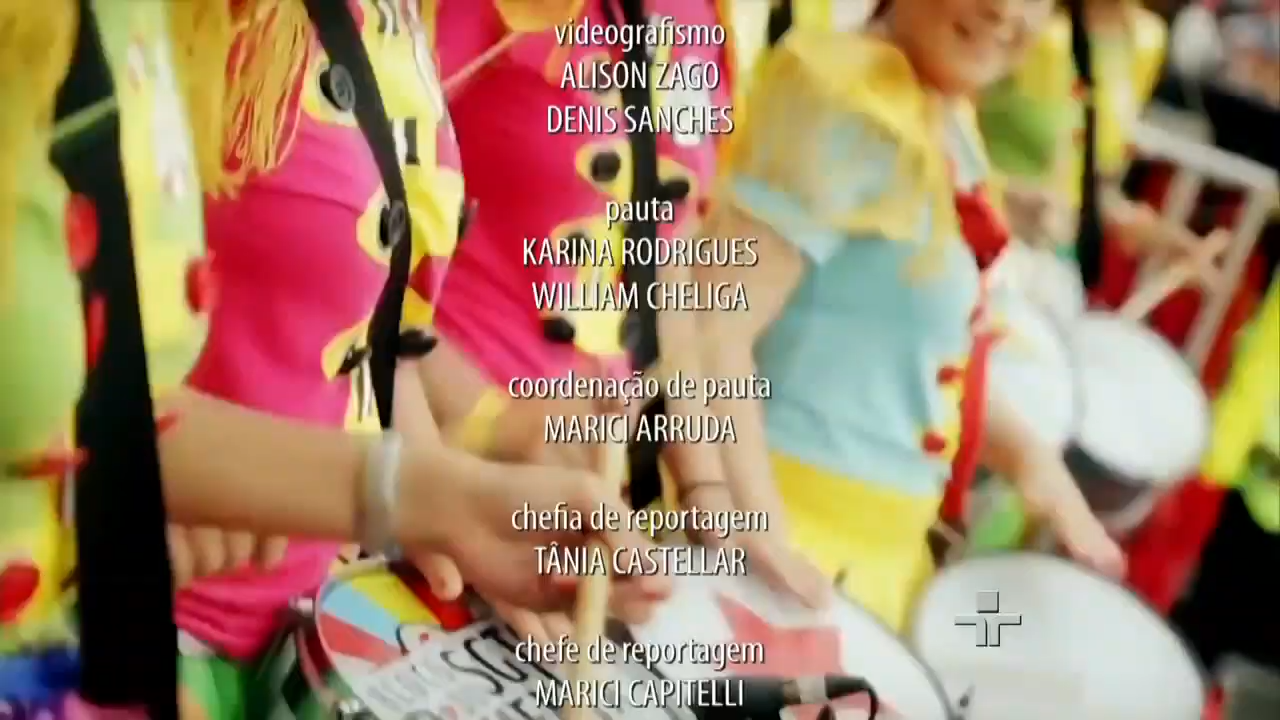 videografismo
ALISON ZAGO
DENIS SANCHES
pauta
KARINA RODRIGUES
WILLIAM CHELIGA
coordenação de pauta
MARICI ARRUDA
chefia de reportagem
TÂNIA CASTELLAR
chefe de reportagem
MARICI CAPITELLI